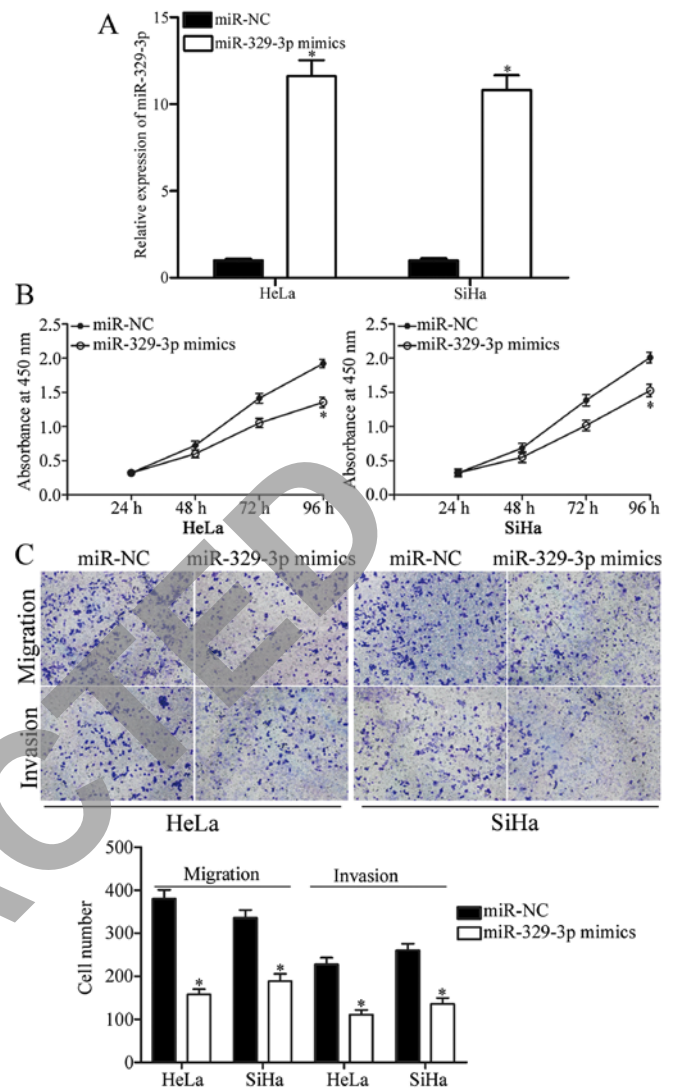 A
miR-NC
miR-329-3p mimics
Relative expression of miR-329-3p
15
10
5
0
* *
HeLa SiHa
B
Absorbance at 450 nm
2.5
2.0
1.5
1.0
0.5
0.0
miR-NC
miR-329-3p mimics
*
24 h 48 h 72 h 96 h
HeLa
Absorbance at 450 nm
2.5
2.0
1.5
1.0
0.5
0.0
miR-NC
miR-329-3p mimics
*
24 h 48 h 72 h 96 h
SiHa
C
miR-NC miR-329-3p mimics miR-NC miR-329-3p mimics
Migration
Invasion
HeLa SiHa
Cell number
500
400
300
200
100
0
Migration Invasion
miR-NC
miR-329-3p mimics
* * * *
HeLa SiHa HeLa SiHa
CTED